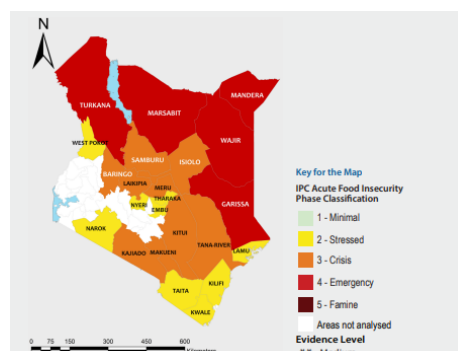 N
TURKANA
MARSABIT
MANDERA
WEST POKOT
WAJIR
SAMBURU
ISIOLO
BARINGO
LAIKIPIA
MERU
THARAKA
NYERI
EMBU
GARISSA
NAROK
KITUI
KAJIADO
MAKUENI
TANA-RIVER
LAMU
KILIFI
TAITA
KWALE
0 75 150 300 450 600
Kilometers
Key for the Map
IPC Acute Food Insecurity
Phase Classification
1 - Minimal
2 - Stressed
3 - Crisis
4 - Emergency
5 - Famine
Areas not analysed
Evidence Level